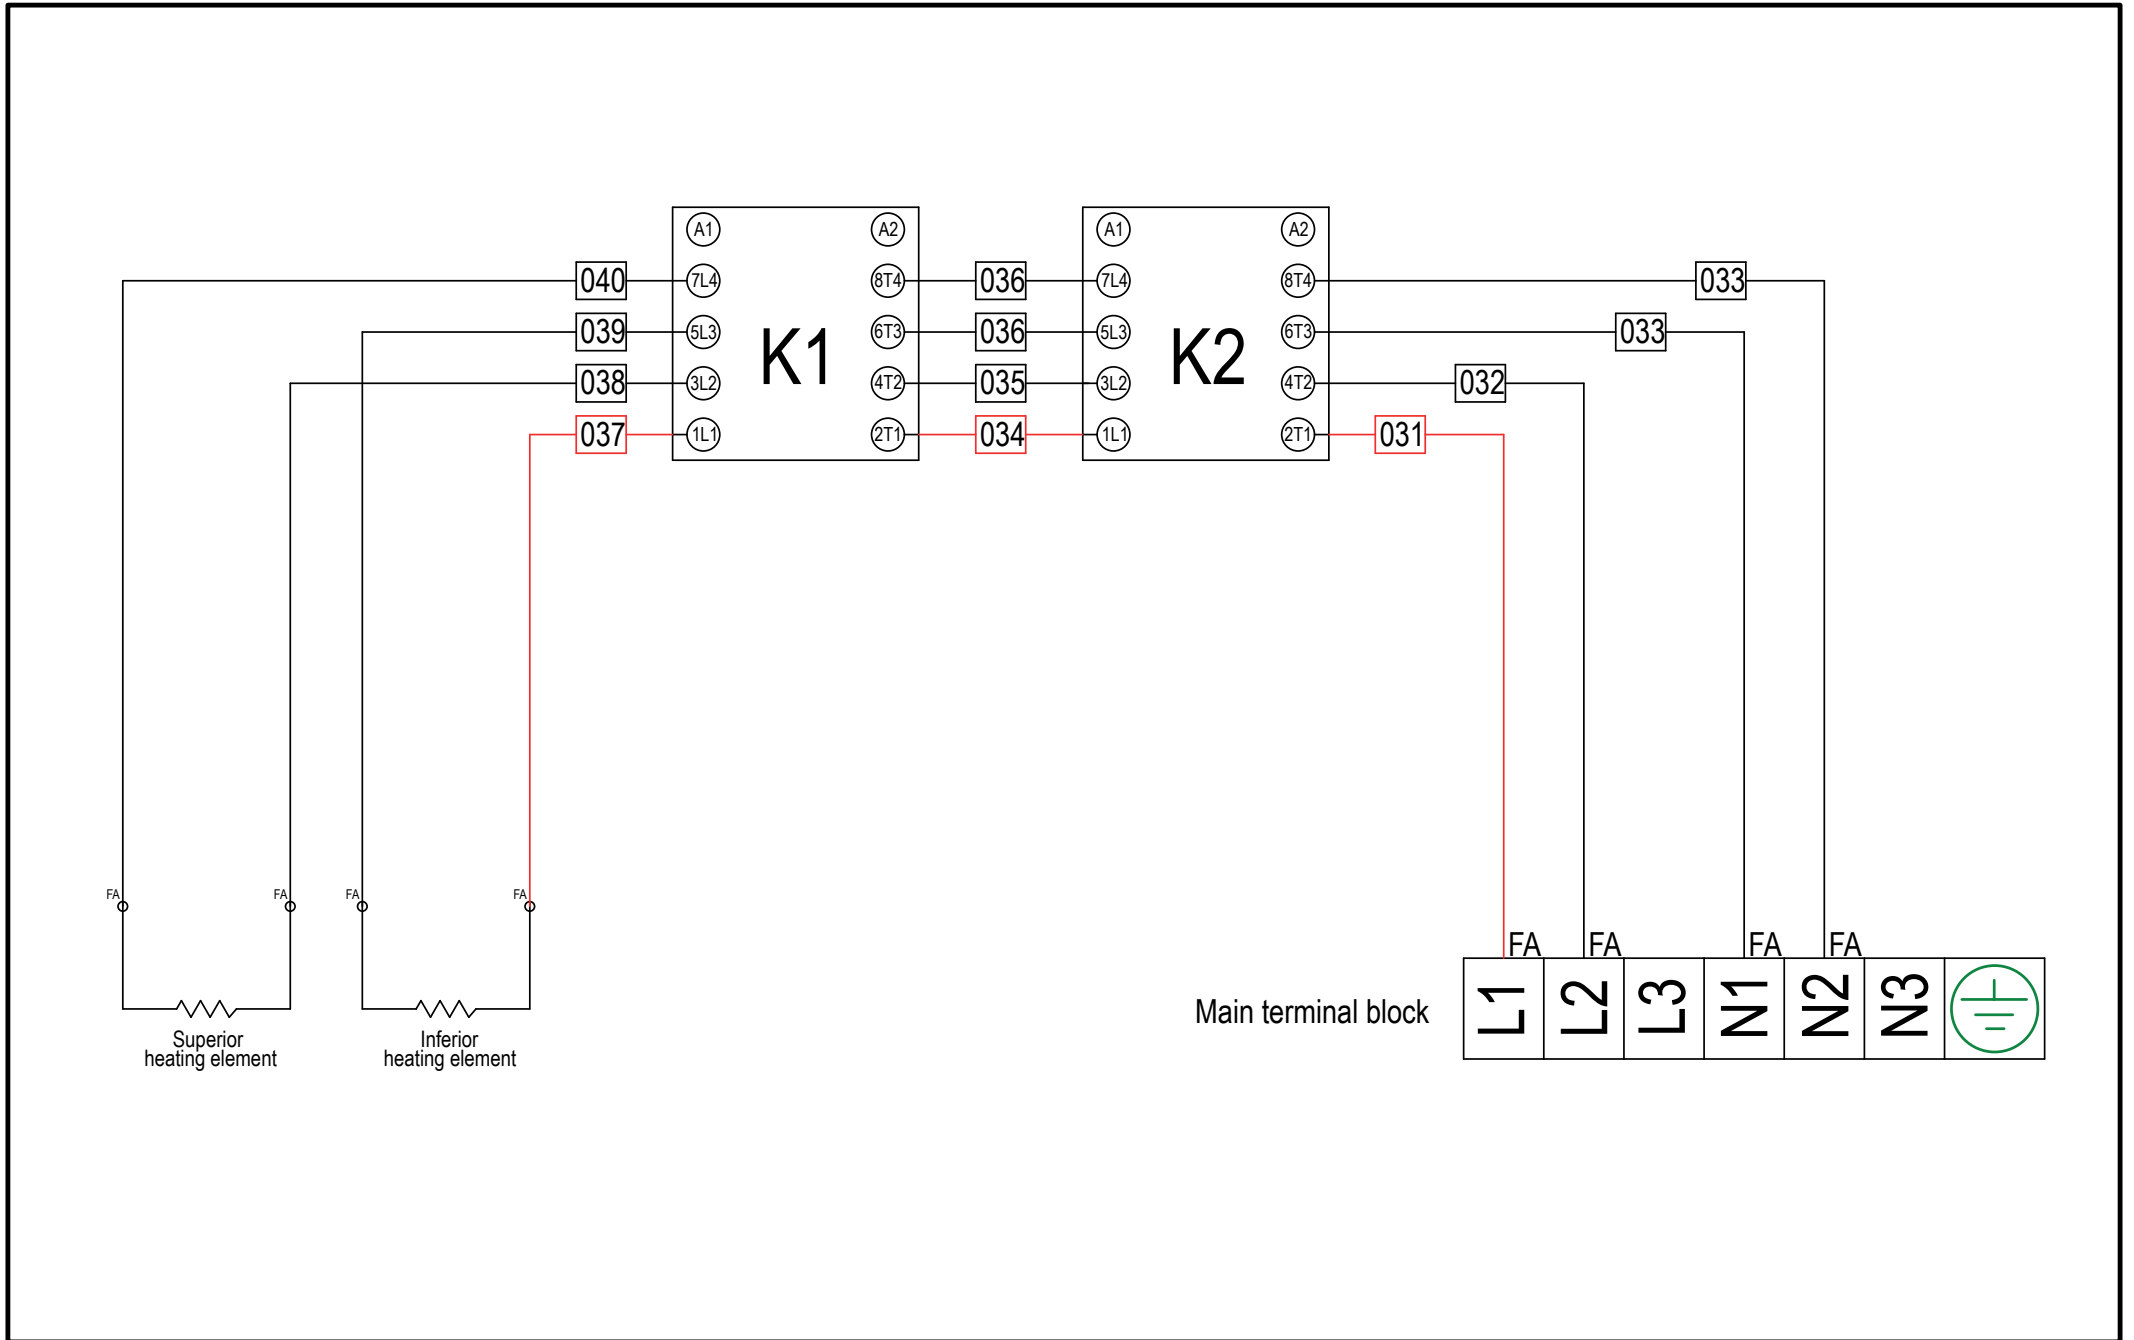 A1 A2 A1 A2
040 7L4 8T4 036 7L4 8T4 033
039 5L3 6T3 036 5L3 6T3 033
K1 K2
038 3L2 4T2 035 3L2 4T2 032
037 1L1 2T1 034 1L1 2T1 031
FA FA FA FA
FA FA FA FA
Main terminal block L1 L2 L3 N1 N2 N3
Superior
heating element
Inferior
heating element